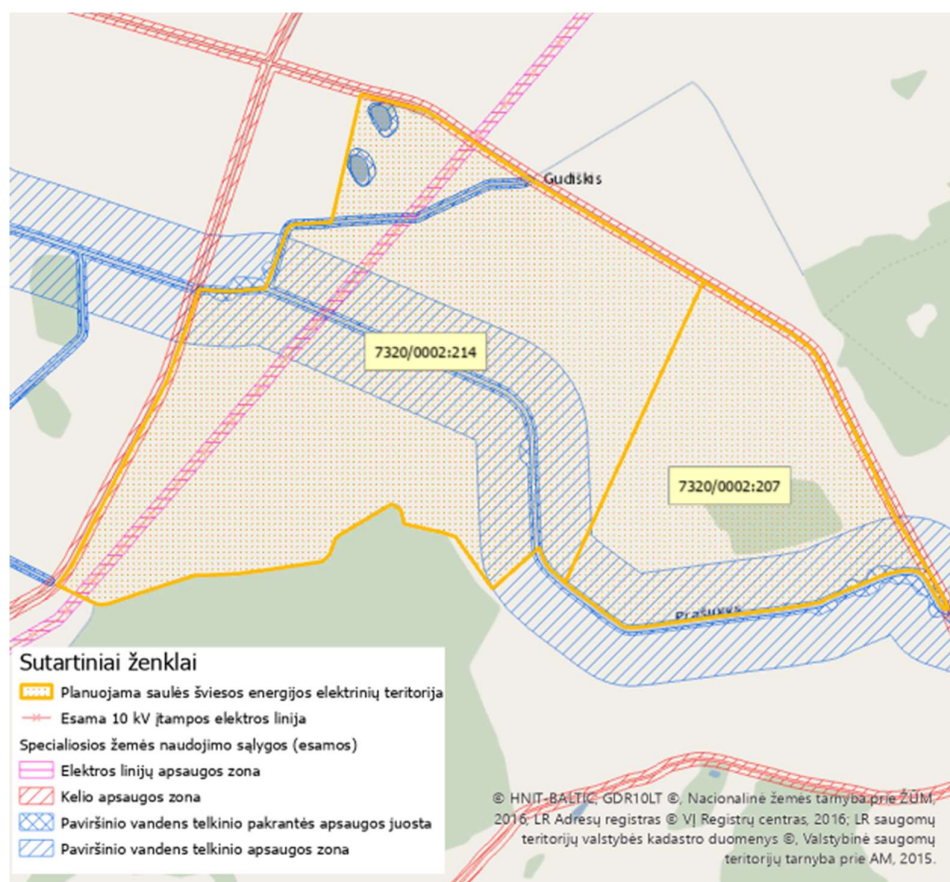 Gudiškis
7320/0002:214
7320/0002:207
Prašuvys
Sutartiniai ženklai
Planuojama saulės šviesos energijos elektrinių teritorija
Esama 10 kV įtampos elektros linija
Specialiosios žemės naudojimo sąlygos (esamos)
Elektros linijų apsaugos zona
Kelio apsaugos zona
Paviršinio vandens telkinio pakrantės apsaugos juosta
Paviršinio vandens telkinio apsaugos zona
© HNIT-BALTIC, GDR10LT ©, Nacionalinė žemės tarnyba prie ŽŪM,
2016; LR Adresų registras © VĮ Registrų centras, 2016; LR saugomų
teritorijų valstybės kadastro duomenys ©, Valstybinė saugomų
teritorijų tarnyba prie AM, 2015.